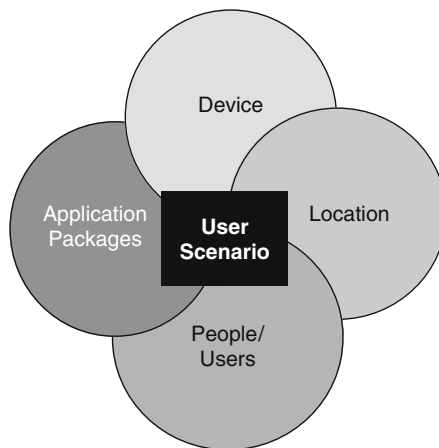 Device
Application
Packages
User
Scenario
Location
People/
Users